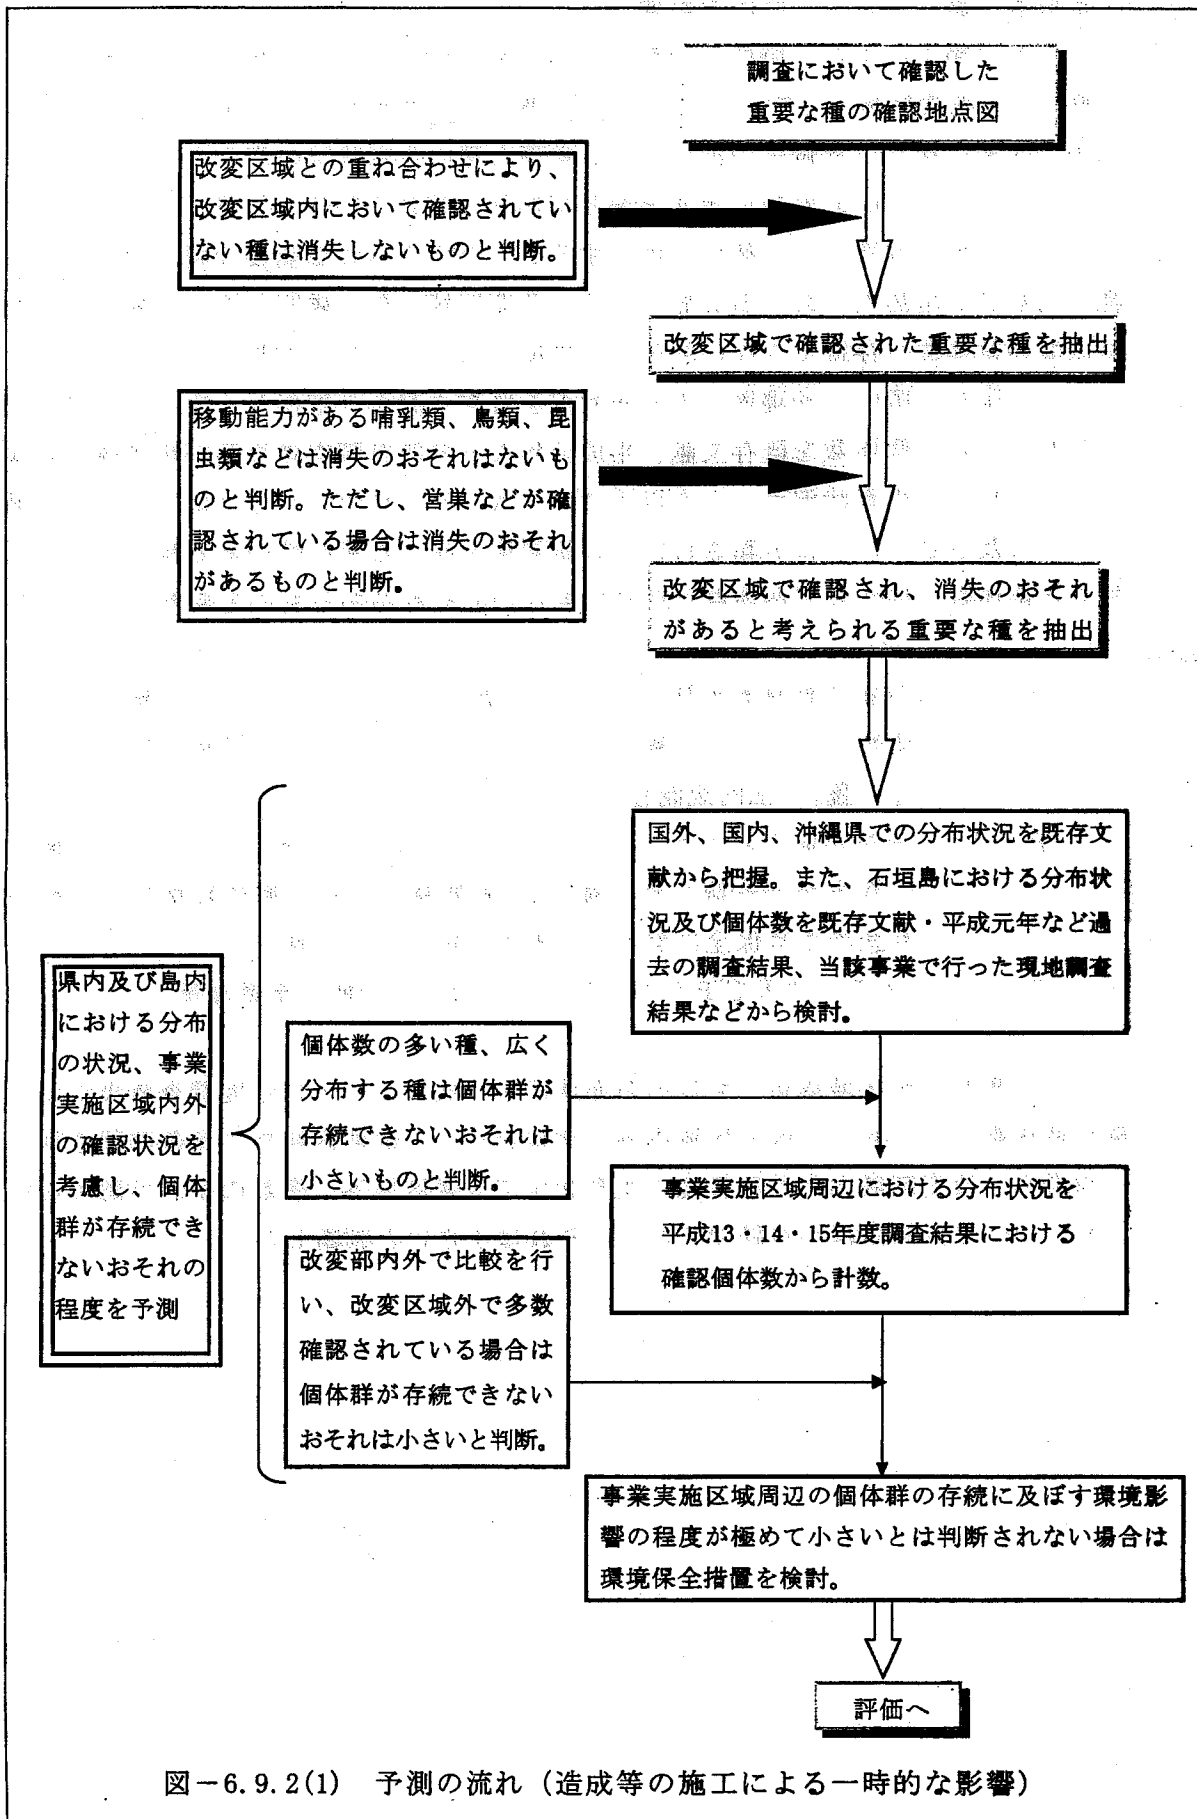 調査において確認した
重要な種の確認地点図
改変区域との重ね合わせにより、
改変区域内において確認されてい
ない種は消失しないものと判断。
改変区域で確認された重要な種を抽出
移動能力がある哺乳類、鳥類、昆
虫類などは消失のおそれはないも
のと判断。ただし、営巣などが確
認されている場合は消失のおそれ
があるものと判断。
改変区域で確認され、消失のおそれ
があると考えられる重要な種を抽出
国外、国内、沖縄県での分布状況を既存文
献から把握。また、石垣島における分布状
況及び個体数を既存文献・平成元年など過
去の調査結果、当該事業で行った現地調査
結果などから検討。
県内及び島内
における分布
の状況、事業
実施区域内外
の確認状況を
考慮し、個体
群が存続でき
ないおそれの
程度を予測
個体数の多い種、広く
分布する種は個体群が
存続できないおそれは
小さいものと判断。
事業実施区域周辺における分布状況を
平成13・14・15年度調査結果における
確認個体数から計数。
改変部内外で比較を行
い、改変区域外で多数
確認されている場合は
個体群が存続できない
おそれは小さいと判断。
事業実施区域周辺の個体群の存続に及ぼす環境影
響の程度が極めて小さいとは判断されない場合は
環境保全措置を検討。
評価へ
図－6.9.2(1) 予測の流れ（造成等の施工による一時的な影響）